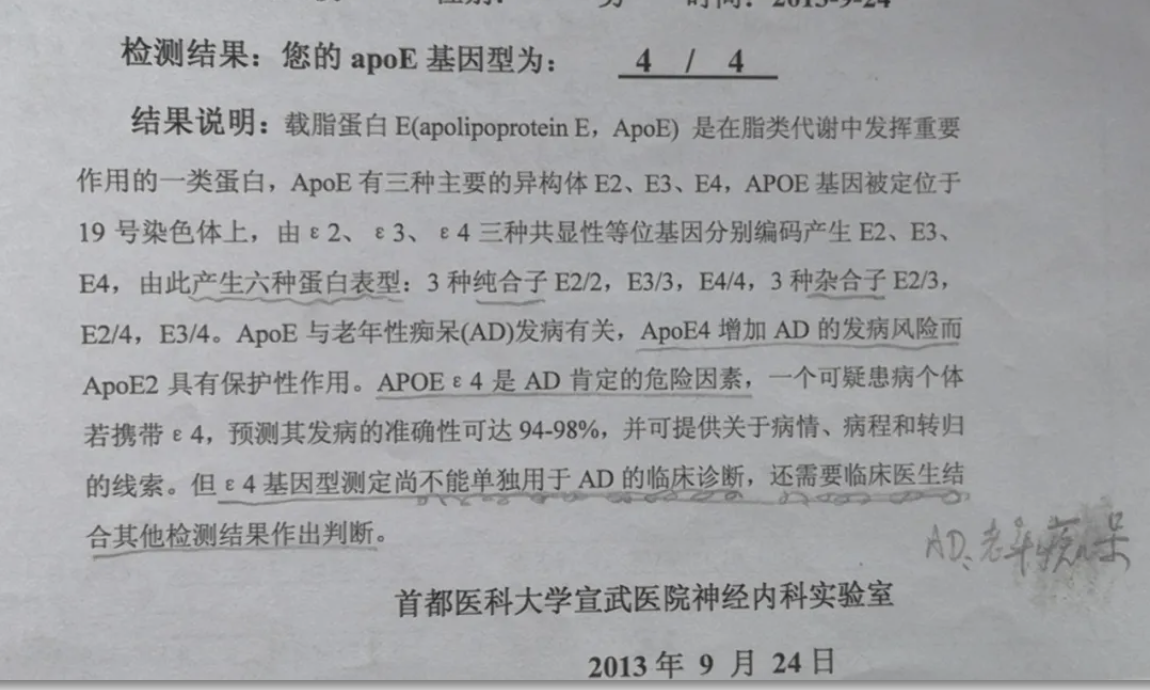 性别： 男 时间：2013-9-24
检测结果：您的 apoE 基因型为： 4 / 4
结果说明：载脂蛋白 E(apolipoprotein E，ApoE) 是在脂类代谢中发挥重要
作用的一类蛋白，ApoE 有三种主要的异构体 E2、E3、E4，APOE 基因被定位于
19 号染色体上，由 ε 2、 ε 3、 ε 4 三种共显性等位基因分别编码产生 E2、E3、
E4，由此产生六种蛋白表型：3 种纯合子 E2/2，E3/3，E4/4，3 种杂合子 E2/3，
E2/4，E3/4。ApoE 与老年性痴呆(AD)发病有关，ApoE4 增加 AD 的发病风险而
ApoE2 具有保护性作用。APOE ε 4 是 AD 肯定的危险因素，一个可疑患病个体
若携带 ε 4，预测其发病的准确性可达 94-98%，并可提供关于病情、病程和转归
的线索。但 ε 4 基因型测定尚不能单独用于 AD 的临床诊断，还需要临床医生结
合其他检测结果作出判断。
AD、老年痴呆
首都医科大学宣武医院神经内科实验室
2013 年 9 月 24 日